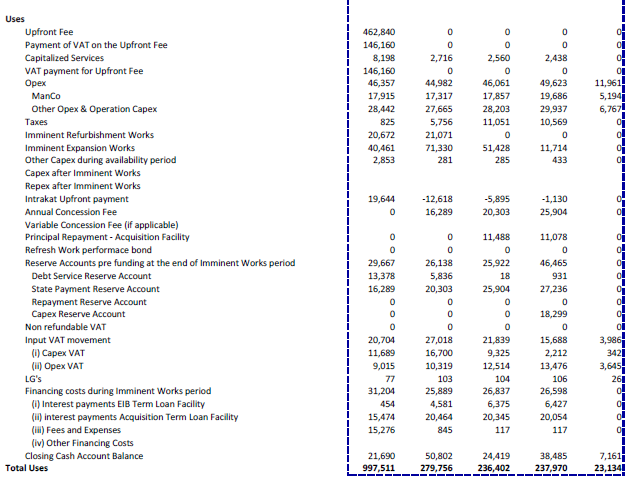 Uses
Upfront Fee 462,840 0 0 0 0
Payment of VAT on the Upfront Fee 146,160 0 0 0 0
Capitalized Services 8,198 2,716 2,560 2,438 0
VAT payment for Upfront Fee 146,160 0 0 0 0
Opex 46,357 44,982 46,061 49,623 11,961
ManCo 17,915 17,317 17,857 19,686 5,194
Other Opex & Operation Capex 28,442 27,665 28,203 29,937 6,767
Taxes 825 5,756 11,051 10,569 0
Imminent Refurbishment Works 20,672 21,071 0 0 0
Imminent Expansion Works 40,461 71,330 51,428 11,714 0
Other Capex during availability period 2,853 281 285 433 0
Capex after Imminent Works
Repex after Imminent Works
Intrakat Upfront payment 19,644 -12,618 -5,895 -1,130 0
Annual Concession Fee 0 16,289 20,303 25,904 0
Variable Concession Fee (if applicable)
Principal Repayment - Acquisition Facility 0 0 11,488 11,078 0
Refresh Work performace bond 0 0 0 0 0
Reserve Accounts pre funding at the end of Imminent Works period 29,667 26,138 25,922 46,465 0
Debt Service Reserve Account 13,378 5,836 18 931 0
State Payment Reserve Account 16,289 20,303 25,904 27,236 0
Repayment Reserve Account 0 0 0 0 0
Capex Reserve Account 0 0 0 18,299 0
Non refundable VAT 0 0 0 0 0
Input VAT movement 20,704 27,018 21,839 15,688 3,986
(i) Capex VAT 11,689 16,700 9,325 2,212 342
(ii) Opex VAT 9,015 10,319 12,514 13,476 3,645
LG's 77 103 104 106 26
Financing costs during Imminent Works period 31,204 25,889 26,837 26,598 0
(i) Interest payments EIB Term Loan Facility 454 4,581 6,375 6,427 0
(ii) interest payments Acquisition Term Loan Facility 15,474 20,464 20,345 20,054 0
(iii) Fees and Expenses 15,276 845 117 117 0
(iv) Other Financing Costs
Closing Cash Account Balance 21,690 50,802 24,419 38,485 7,161
Total Uses 997,511 279,756 236,402 237,970 23,134